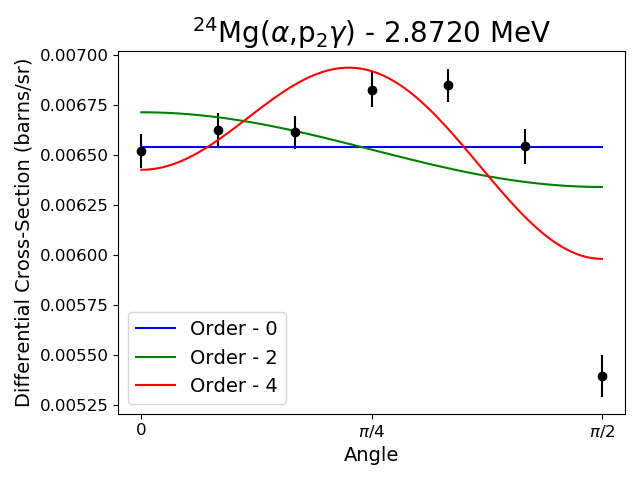 ²⁴Mg(α,p₂γ) - 2.8720 MeV
Differential Cross-Section (barns/sr)
0.00700
0.00675
0.00650
0.00625
0.00600
0.00575
0.00550
0.00525
Order - 0
Order - 2
Order - 4
0
π/4
π/2
Angle